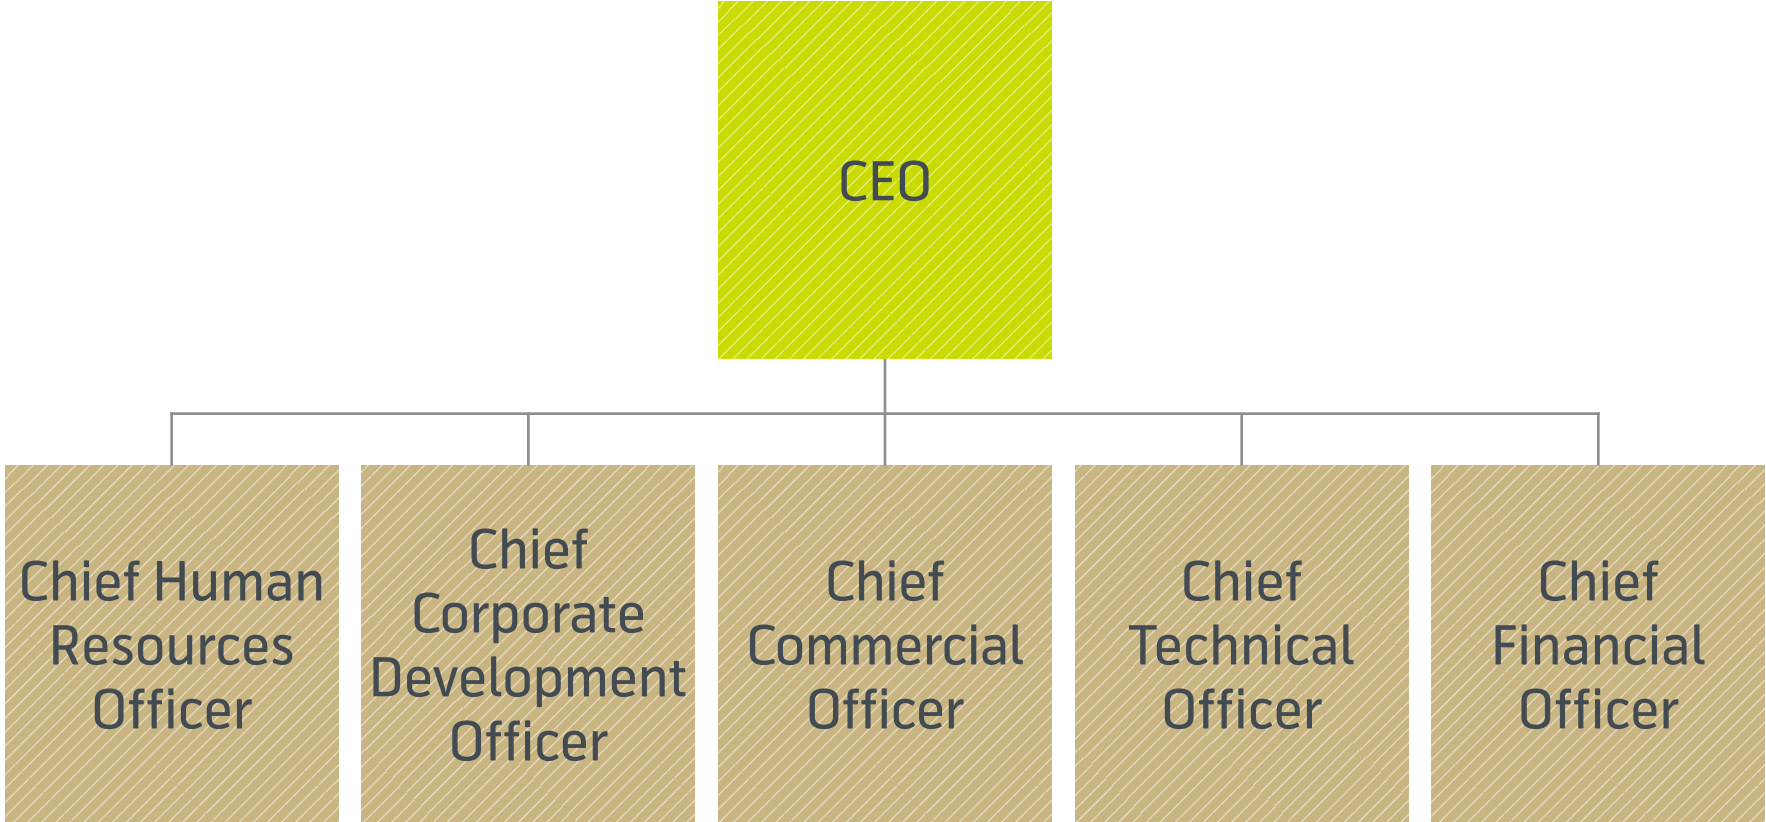 CEO
Chief Human
Resources
Officer
Chief
Corporate
Development
Officer
Chief
Commercial
Officer
Chief
Technical
Officer
Chief
Financial
Officer